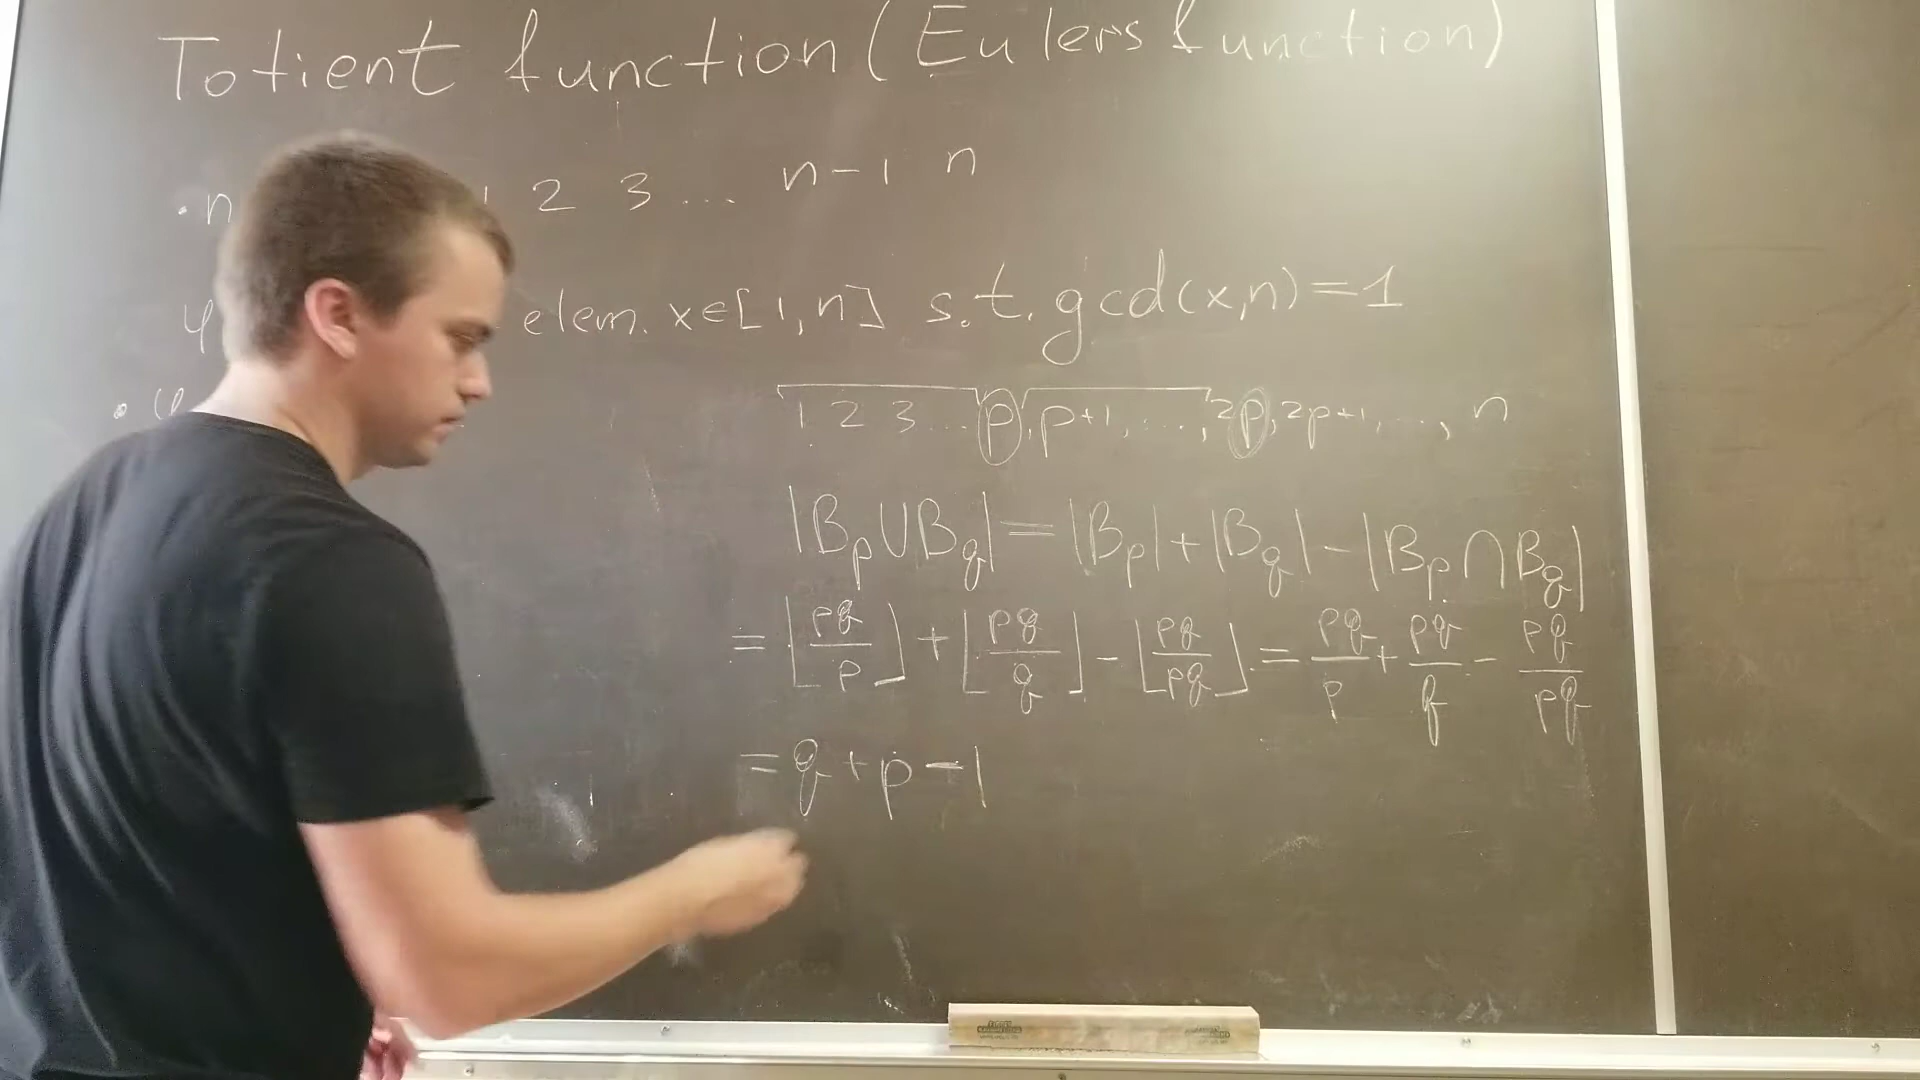 Totient function (Eulers function)
• n 1 2 3 ... n-1 n
φ elem. x∈[1,n] s.t. gcd(x,n)=1
• φ 1 2 3 ... p, p+1, ..., 2p, 2p+1, ..., n
|B_p∪B_q| = |B_p| + |B_q| - |B_p∩B_q|
= ⌊pq/p⌋ + ⌊pq/q⌋ - ⌊pq/pq⌋ = pq/p + pq/q - pq/pq
= q + p - 1